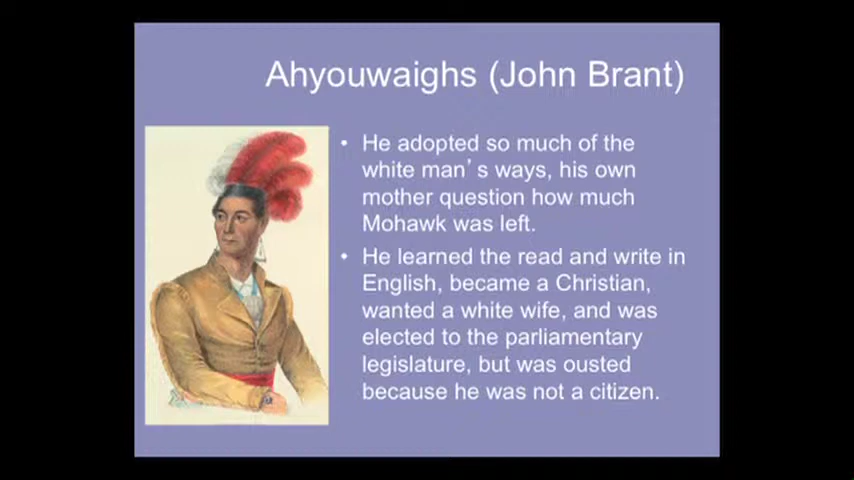 Ahyouwaighs (John Brant)
• He adopted so much of the
white man's ways, his own
mother question how much
Mohawk was left.
• He learned the read and write in
English, became a Christian,
wanted a white wife, and was
elected to the parliamentary
legislature, but was ousted
because he was not a citizen.